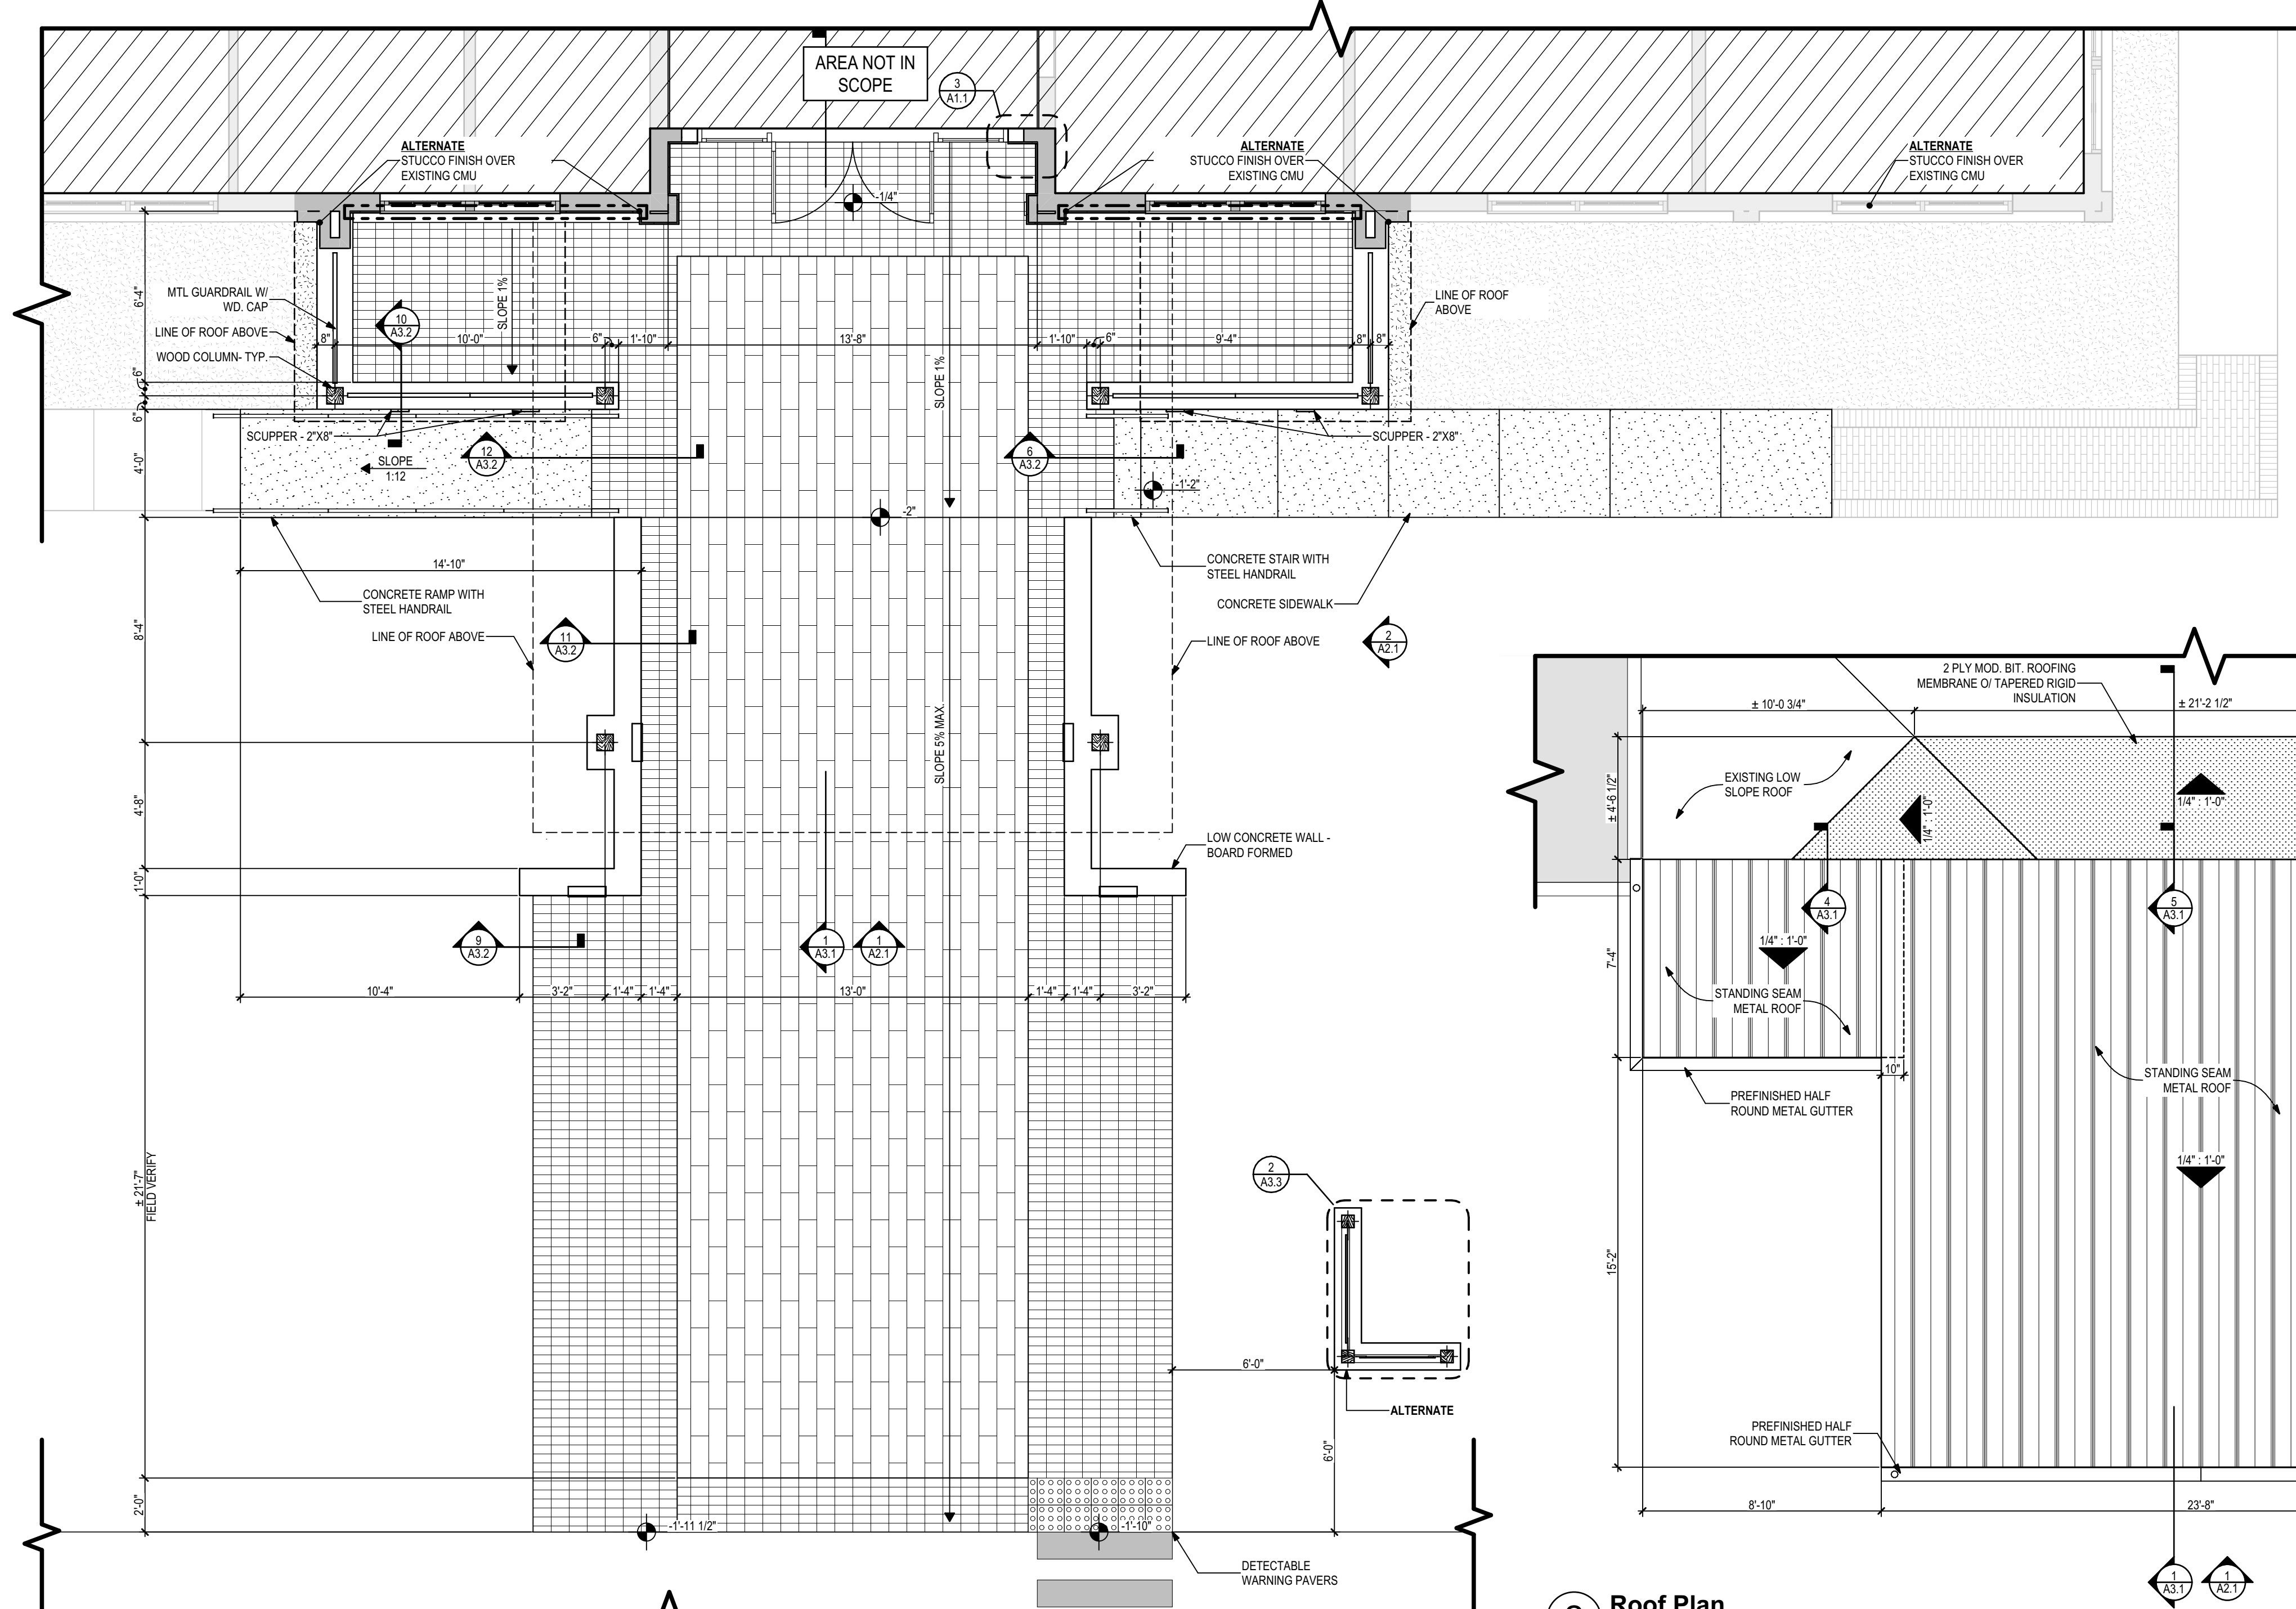 AREA NOT IN
SCOPE
3
A1.1
ALTERNATE
STUCCO FINISH OVER
EXISTING CMU
ALTERNATE
STUCCO FINISH OVER
EXISTING CMU
ALTERNATE
STUCCO FINISH OVER
EXISTING CMU
-1/4"
6'-4"
MTL GUARDRAIL W/
WD. CAP
LINE OF ROOF ABOVE
WOOD COLUMN- TYP.
10
A3.2
SLOPE 1%
LINE OF ROOF
ABOVE
8"
10'-0"
6"
1'-10"
13'-8"
1'-10"
6"
9'-4"
8"
8"
SLOPE 1%
6"
6"
SCUPPER - 2"X8"
SCUPPER - 2"X8"
4'-0"
SLOPE
1:12
12
A3.2
6
A3.2
-1'-2"
-2"
14'-10"
CONCRETE RAMP WITH
STEEL HANDRAIL
CONCRETE STAIR WITH
STEEL HANDRAIL
CONCRETE SIDEWALK
8'-4"
LINE OF ROOF ABOVE
11
A3.2
LINE OF ROOF ABOVE
2
A2.1
SLOPE 5% MAX.
4'-8"
LOW CONCRETE WALL -
BOARD FORMED
1'-0"
9
A3.2
1
A3.1
1
A2.1
10'-4"
3'-2"
1'-4"
1'-4"
13'-0"
1'-4"
1'-4"
3'-2"
± 21'-7"
FIELD VERIFY
2
A3.3
6'-0"
ALTERNATE
6'-0"
2'-0"
-1'-11 1/2"
-1'-10"
DETECTABLE
WARNING PAVERS
2 PLY MOD. BIT. ROOFING
MEMBRANE O/ TAPERED RIGID
INSULATION
± 10'-0 3/4"
± 21'-2 1/2"
± 4'-6 1/2"
EXISTING LOW
SLOPE ROOF
1/4" : 1'-0"
1/4" : 1'-0"
4
A3.1
5
A3.1
7'-4"
1/4" : 1'-0"
STANDING SEAM
METAL ROOF
10"
STANDING SEAM
METAL ROOF
PREFINISHED HALF
ROUND METAL GUTTER
1/4" : 1'-0"
15'-2"
PREFINISHED HALF
ROUND METAL GUTTER
8'-10"
23'-8"
1
A3.1
1
A2.1
Roof Plan